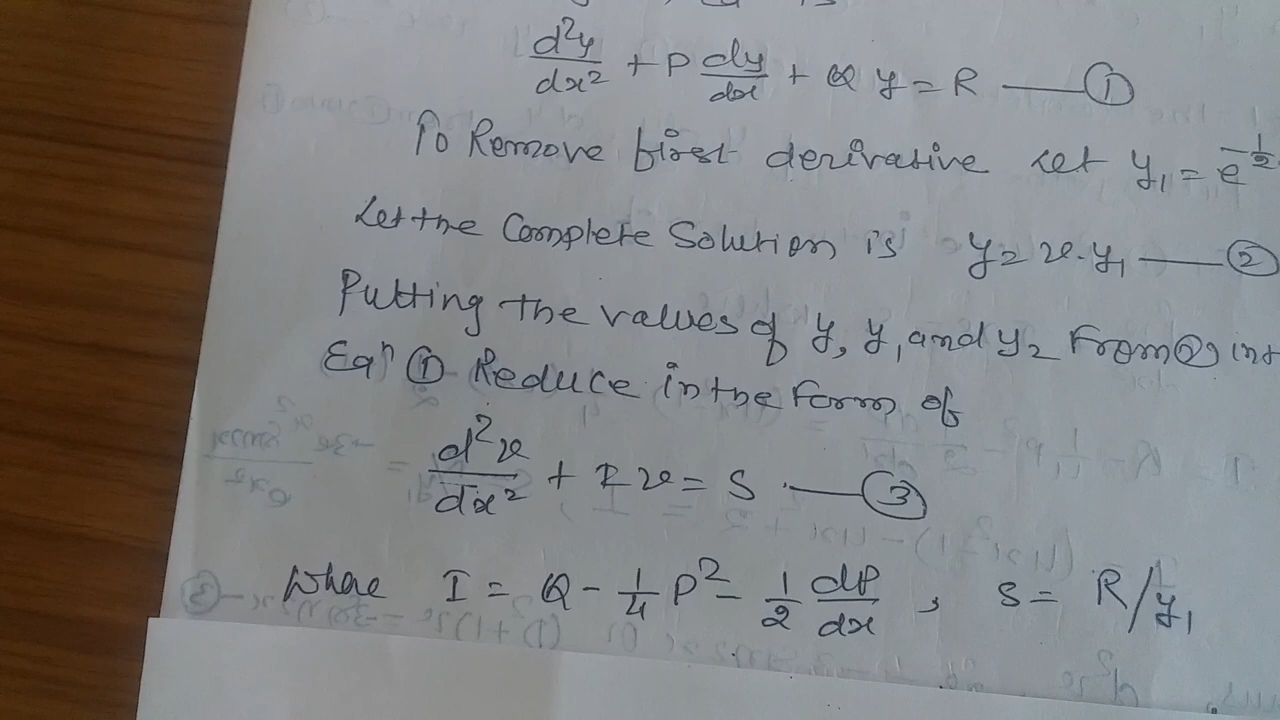 d²y/dx² + P dy/dx + Q y = R —— ①
To Remove first derivative let y₁ = e^-1/2
Let the Complete Solution is y = v.y₁ —— ②
Putting the values of y, y₁ and y₂ From ②, int
Eqⁿ ① Reduce in the Form of
d²v/dx² + I v = S . —— ③
Where I = Q - 1/4 P² - 1/2 dP/dx , S = R/y₁